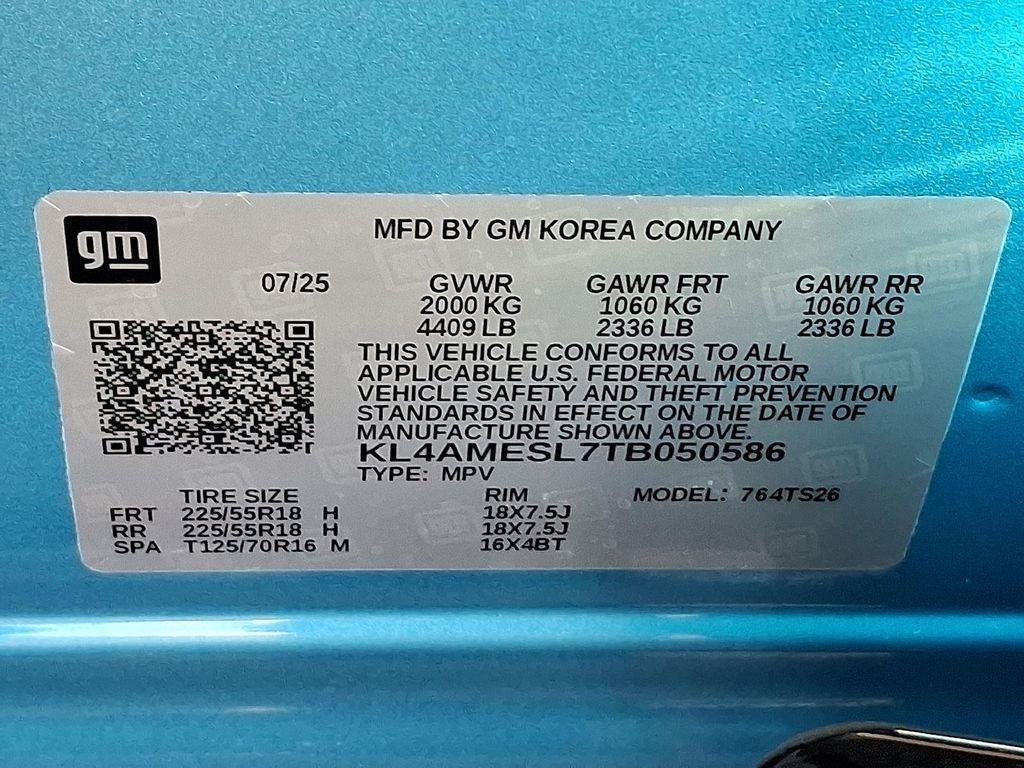 gm
MFD BY GM KOREA COMPANY
07/25 GVWR GAWR FRT GAWR RR
2000 KG 1060 KG 1060 KG
4409 LB 2336 LB 2336 LB
THIS VEHICLE CONFORMS TO ALL
APPLICABLE U.S. FEDERAL MOTOR
VEHICLE SAFETY AND THEFT PREVENTION
STANDARDS IN EFFECT ON THE DATE OF
MANUFACTURE SHOWN ABOVE.
KL4AMESL7TB050586
TYPE: MPV
TIRE SIZE RIM MODEL: 764TS26
FRT 225/55R18 H 18X7.5J
RR 225/55R18 H 18X7.5J
SPA T125/70R16 M 16X4BT